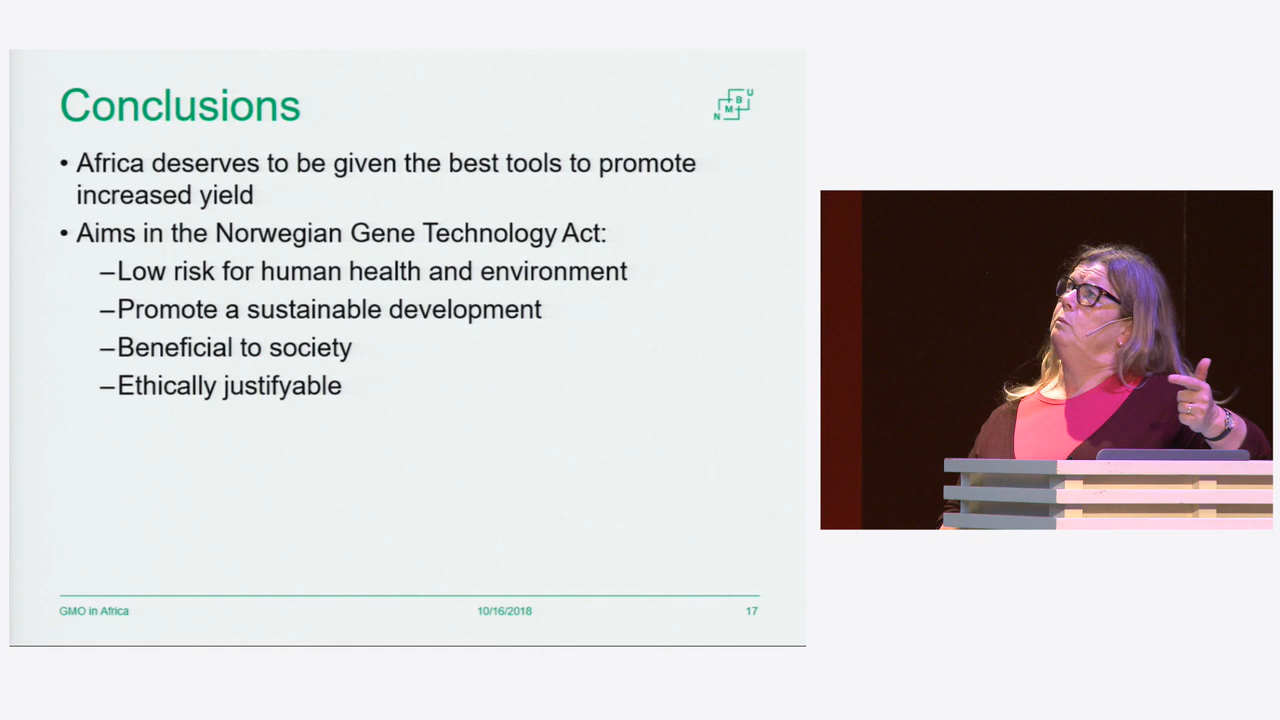 Conclusions
N M B U
• Africa deserves to be given the best tools to promote
increased yield
• Aims in the Norwegian Gene Technology Act:
–Low risk for human health and environment
–Promote a sustainable development
–Beneficial to society
–Ethically justifyable
GMO in Africa 10/16/2018 17